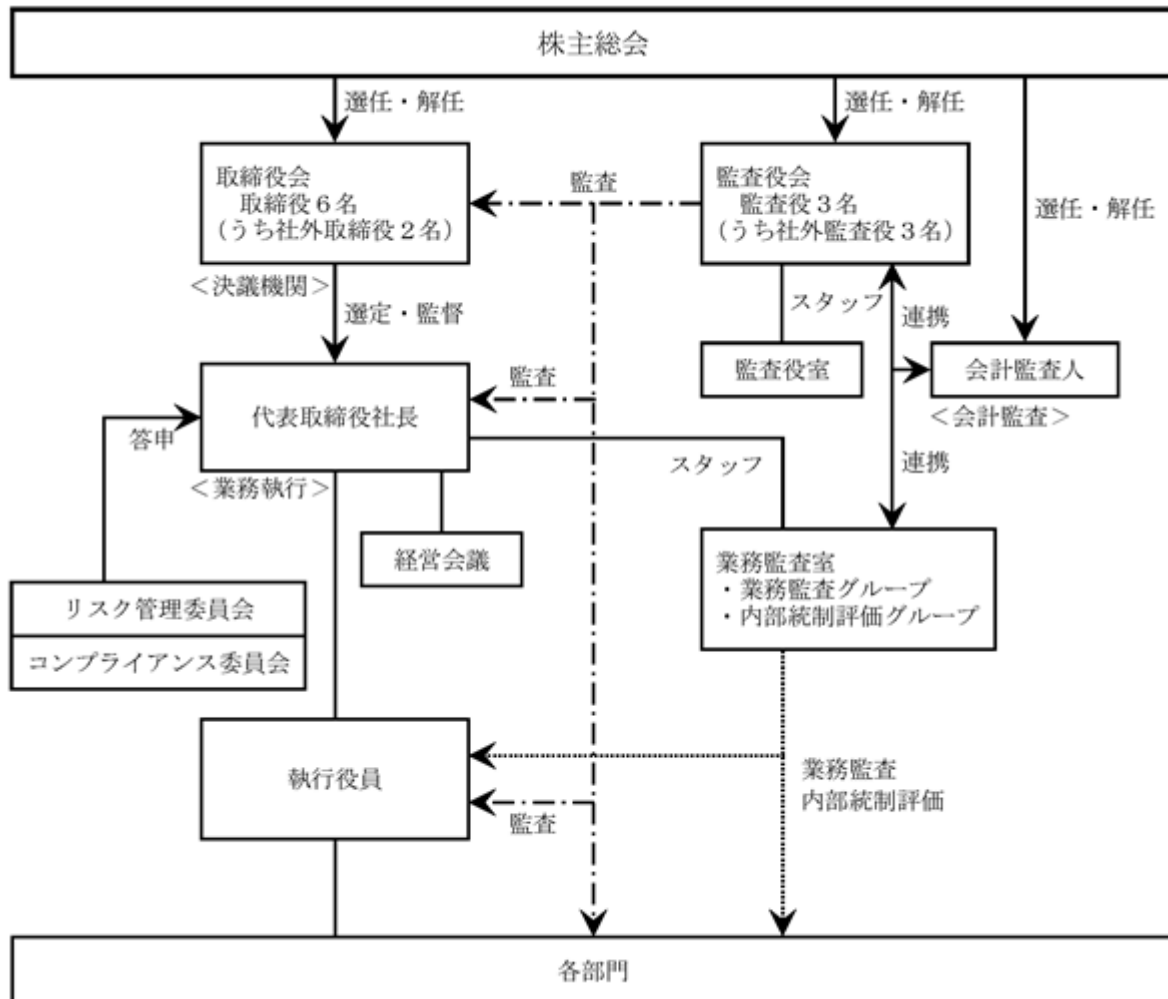 株主総会
選任・解任
選任・解任
選任・解任
取締役会
取締役６名
（うち社外取締役２名）
＜決議機関＞
監査
監査役会
監査役３名
（うち社外監査役３名）
選定・監督
スタッフ
連携
監査役室
会計監査人
＜会計監査＞
代表取締役社長
＜業務執行＞
監査
答申
スタッフ
連携
経営会議
業務監査室
・業務監査グループ
・内部統制評価グループ
リスク管理委員会
コンプライアンス委員会
執行役員
監査
業務監査
内部統制評価
各部門